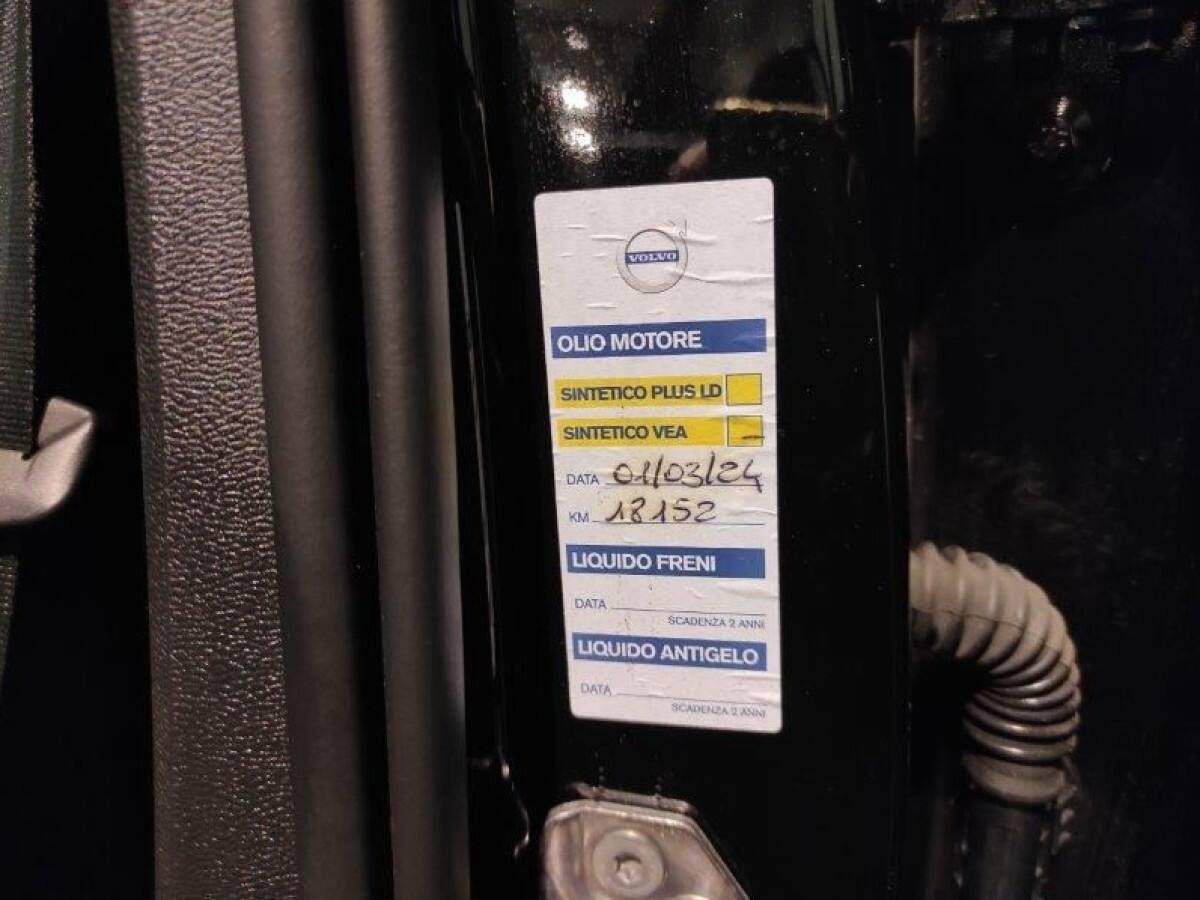 VOLVO
OLIO MOTORE
SINTETICO PLUS LD
SINTETICO VEA
DATA 01/03/24
KM 18152
LIQUIDO FRENI
DATA
SCADENZA 2 ANNI
LIQUIDO ANTIGELO
DATA
SCADENZA 2 ANNI